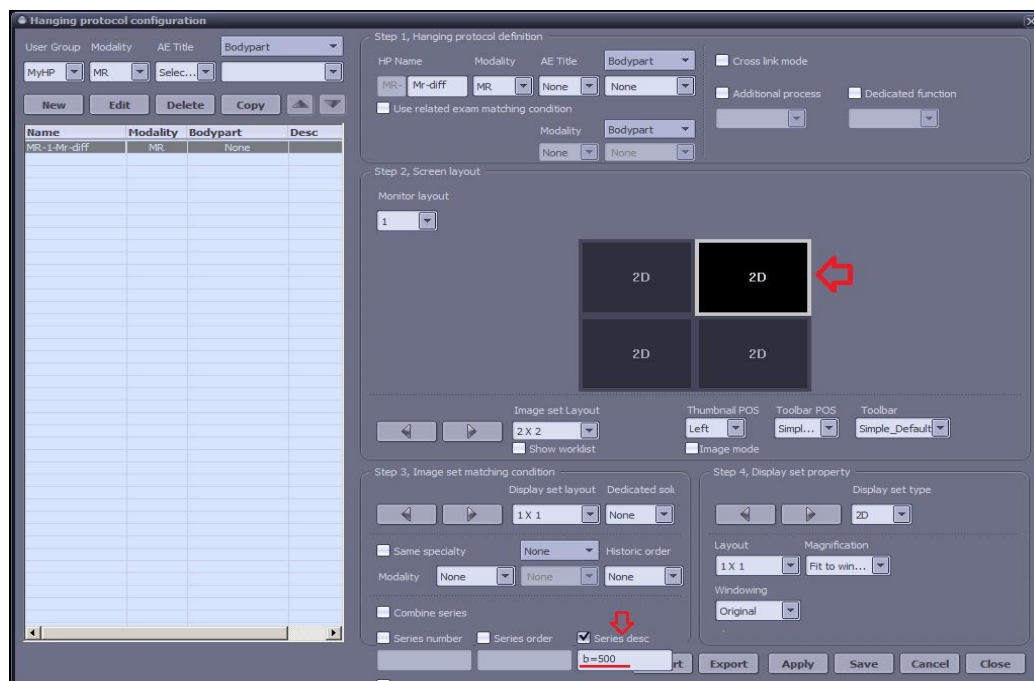 Hanging protocol configuration
User Group Modality AE Title Bodypart
MyHP MR Selec...
New Edit Delete Copy
Name Modality Bodypart Desc
MR-1-Mr-diff MR None
Step 1, Hanging protocol definition
HP Name Modality AE Title Bodypart
MR- Mr-diff MR None None
Use related exam matching condition
Modality Bodypart
None None
Cross link mode
Additional process Dedicated function
Step 2, Screen layout
Monitor layout
1
2D 2D
2D 2D
Image set Layout Thumbnail POS Toolbar POS Toolbar
2 X 2 Left Simpl... Simple_Default
Show worklist Image mode
Step 3, Image set matching condition
Display set layout Dedicated solu
1 X 1 None
Same specialty None Historic order
Modality None None None
Combine series
Series number Series order Series desc
b=500
Step 4, Display set property
Display set type
2D
Layout Magnification
1 X 1 Fit to win...
Windowing
Original
rt Export Apply Save Cancel Close